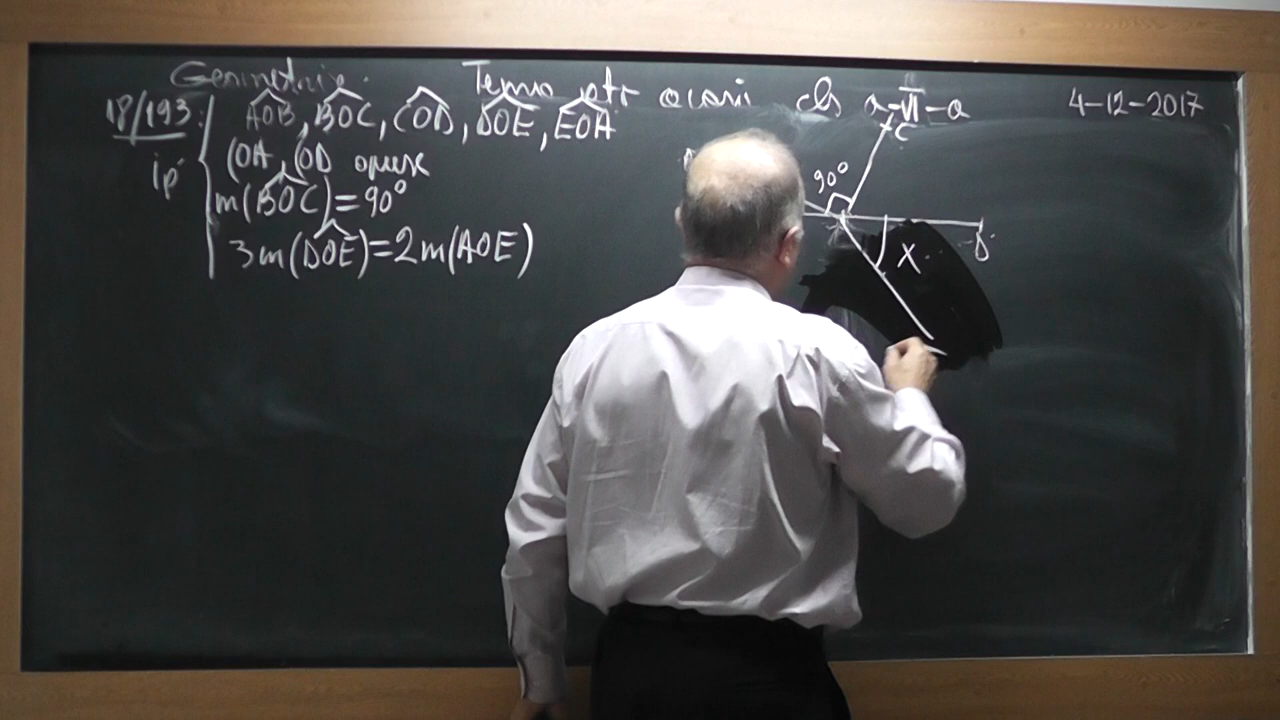 Geometrie. Tema ptr acasă cls a-VI-a 4-12-2017
18/193: AOB, BOC, COD, DOE, EOA
ip (OA, OD opuse
m(BOC)=90°
3m(DOE)=2m(AOE)
C
90°
D
X